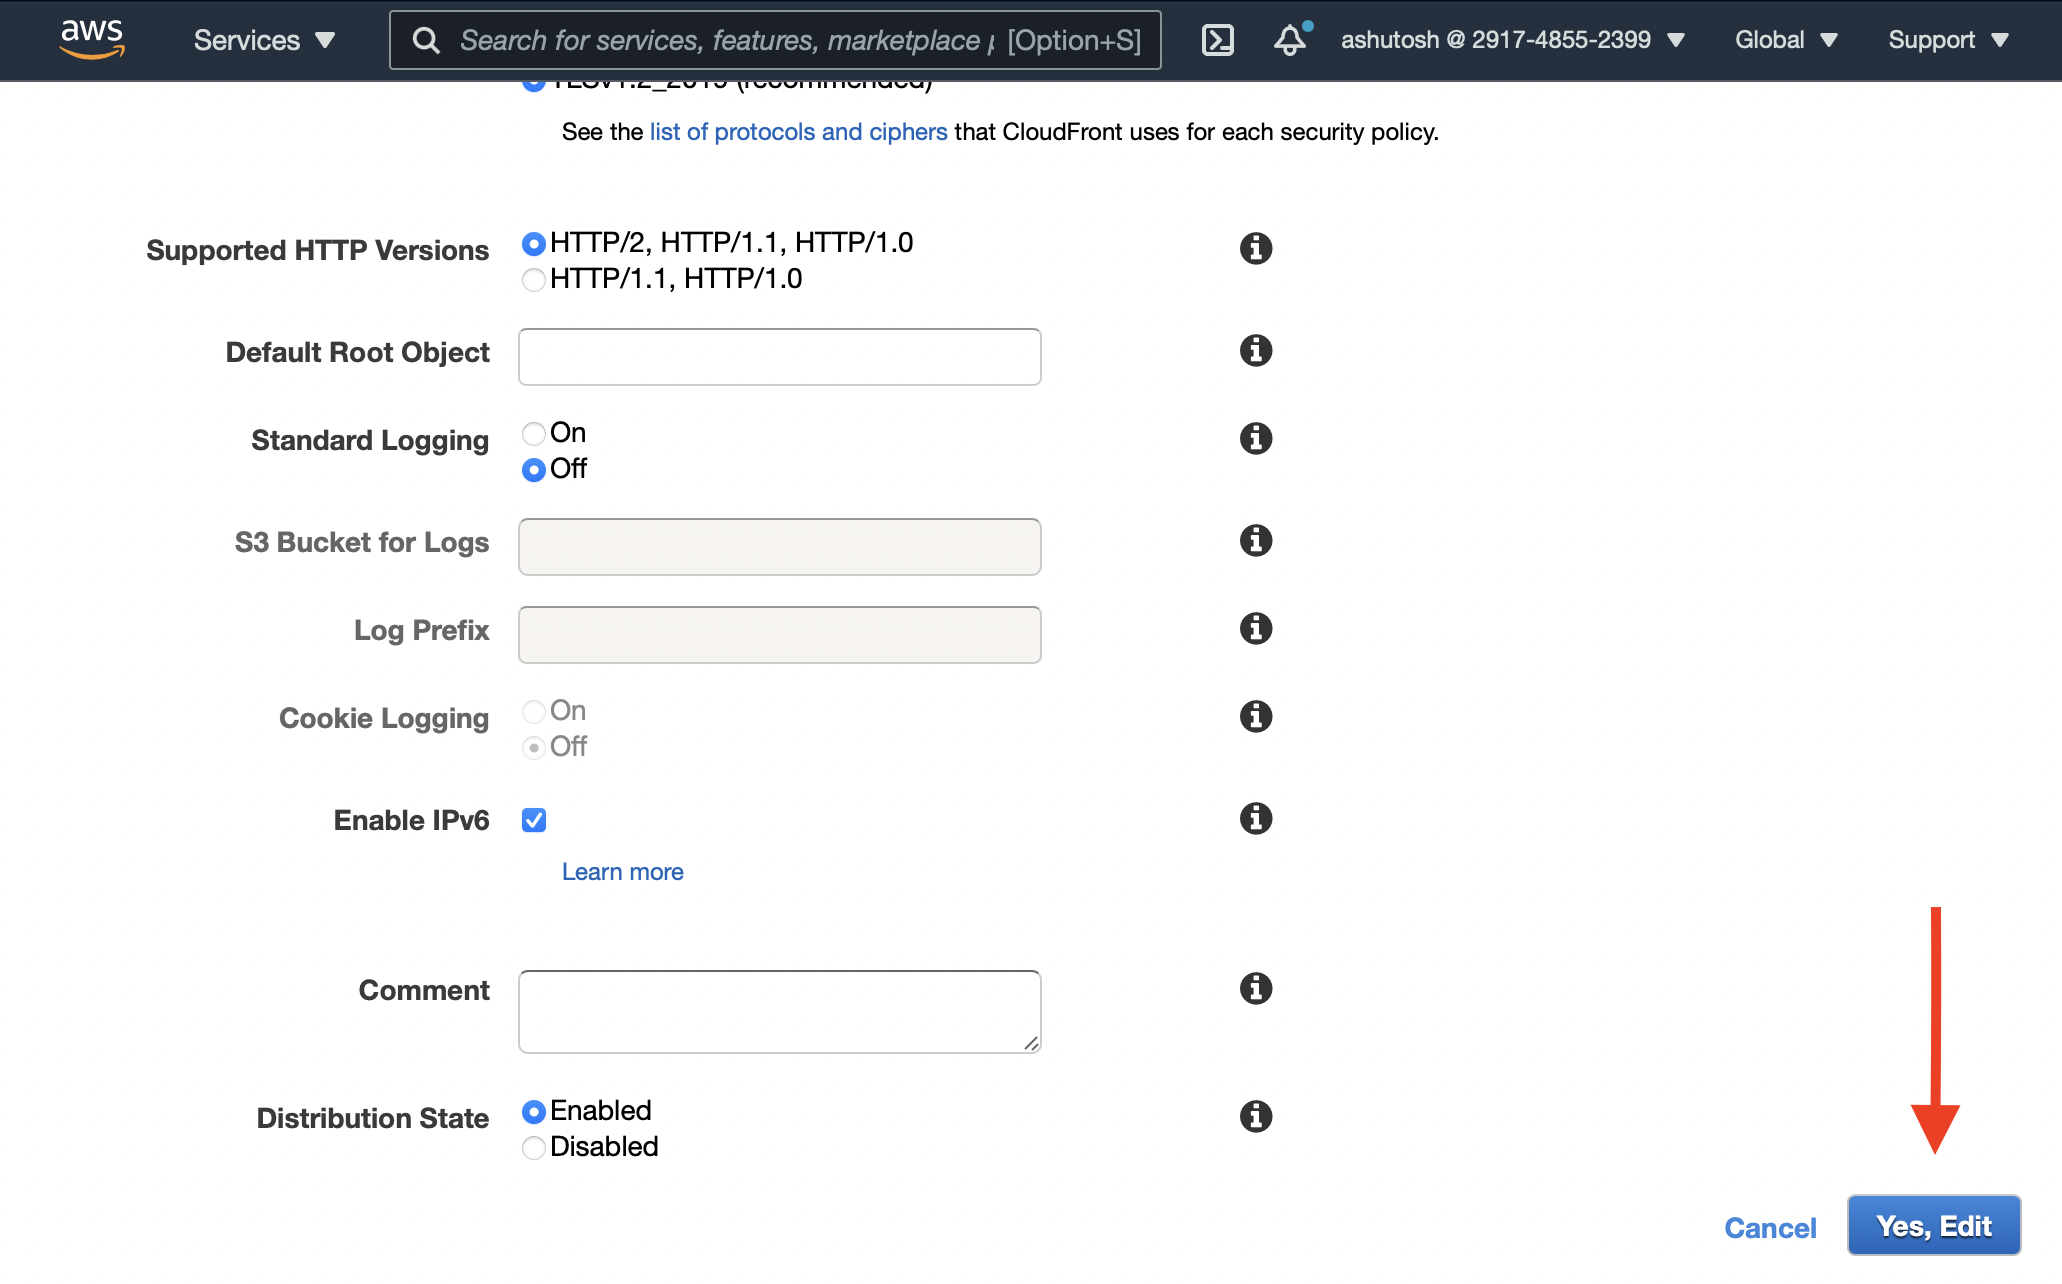 aws Services Search for services, features, marketplace p [Option+S] ashutosh @ 2917-4855-2399 Global Support
TLSv1.2_2019 (recommended)
See the list of protocols and ciphers that CloudFront uses for each security policy.
Supported HTTP Versions HTTP/2, HTTP/1.1, HTTP/1.0
HTTP/1.1, HTTP/1.0
Default Root Object
Standard Logging On
Off
S3 Bucket for Logs
Log Prefix
Cookie Logging On
Off
Enable IPv6
Learn more
Comment
Distribution State Enabled
Disabled
Cancel Yes, Edit